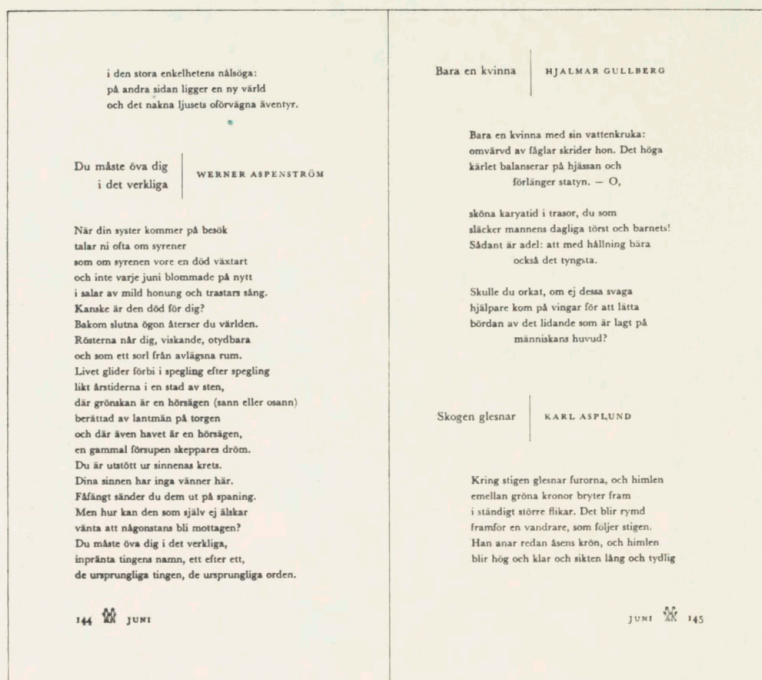 i den stora enkelhetens nålsöga:
på andra sidan ligger en ny värld
och det nakna ljusets oförvägna äventyr.
Du måste öva dig
i det verkliga
WERNER ASPENSTRÖM
När din syster kommer på besök
talar ni ofta om syrener
som om syrenen vore en död växtart
och inte varje juni blommade på nytt
i salar av mild honung och trastars sång.
Kanske är den död för dig?
Bakom slutna ögon återser du världen.
Rösterna når dig, viskande, otydbara
och som ett sorl från avlägsna rum.
Livet glider förbi i spegling efter spegling
likt årstiderna i en stad av sten,
där grönskan är en hörsägen (sann eller osann)
berättad av lantmän på torgen
och där även havet är en hörsägen,
en gammal försupen skeppares dröm.
Du är utstött ur sinnenas krets.
Dina sinnen har inga vänner här.
Fåfängt sänder du dem ut på spaning.
Men hur kan den som själv ej älskar
vänta att någonstans bli mottagen?
Du måste öva dig i det verkliga,
inpränta tingens namn, ett efter ett,
de ursprungliga tingen, de ursprungliga orden.
144 JUNI
Bara en kvinna
HJALMAR GULLBERG
Bara en kvinna med sin vattenkruka:
omvärvd av fåglar skrider hon. Det höga
kärlet balanserar på hjässan och
förlänger statyn. — O,
sköna karyatid i trasor, du som
släcker mannens dagliga törst och barnets!
Sådant är adel: att med hållning bära
också det tyngsta.
Skulle du orkat, om ej dessa svaga
hjälpare kom på vingar för att lätta
bördan av det lidande som är lagt på
människans huvud?
Skogen glesnar
KARL ASPLUND
Kring stigen glesnar furorna, och himlen
emellan gröna kronor bryter fram
i ständigt större flikar. Det blir rymd
framför en vandrare, som följer stigen.
Han anar redan åsens krön, och himlen
blir hög och klar och sikten lång och tydlig
JUNI 145